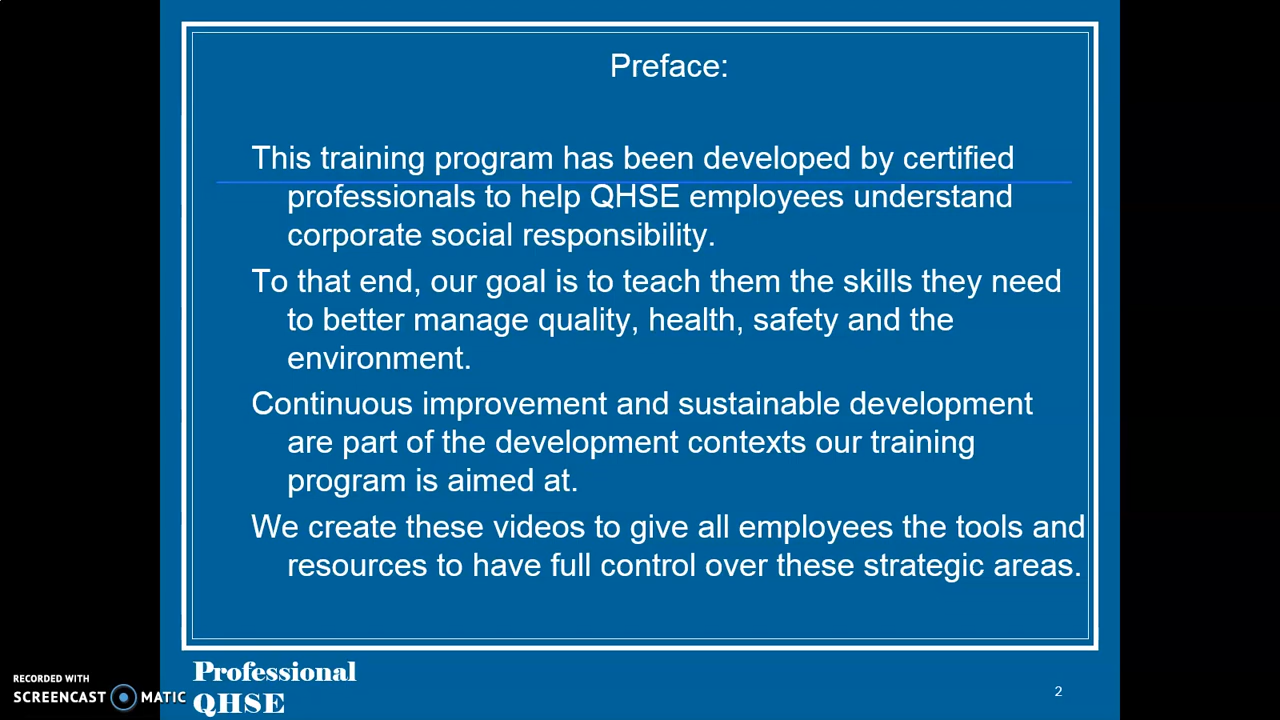 Preface:
This training program has been developed by certified
professionals to help QHSE employees understand
corporate social responsibility.
To that end, our goal is to teach them the skills they need
to better manage quality, health, safety and the
environment.
Continuous improvement and sustainable development
are part of the development contexts our training
program is aimed at.
We create these videos to give all employees the tools and
resources to have full control over these strategic areas.
Professional
QHSE
2
RECORDED WITH
SCREENCAST MATIC